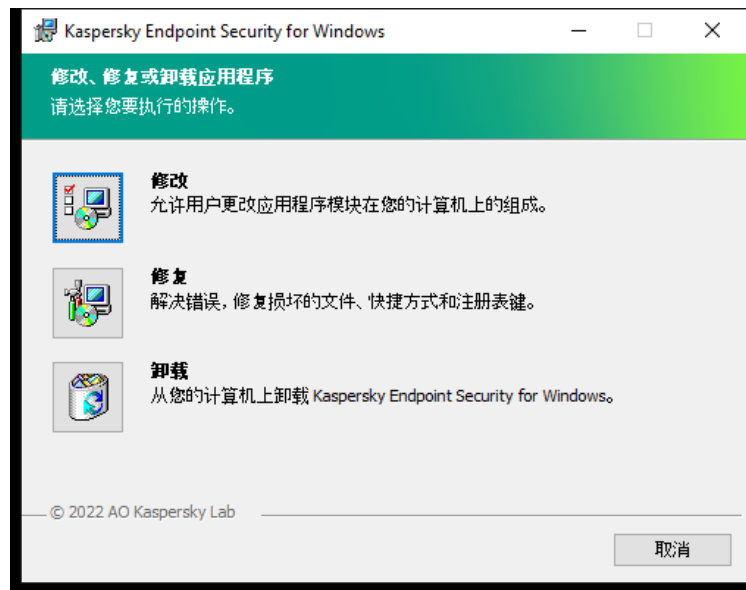 Kaspersky Endpoint Security for Windows
修改、修复或卸载应用程序
请选择您要执行的操作。
修改
允许用户更改应用程序模块在您的计算机上的组成。
修复
解决错误，修复损坏的文件、快捷方式和注册表键。
卸载
从您的计算机上卸载 Kaspersky Endpoint Security for Windows。
© 2022 AO Kaspersky Lab
取消